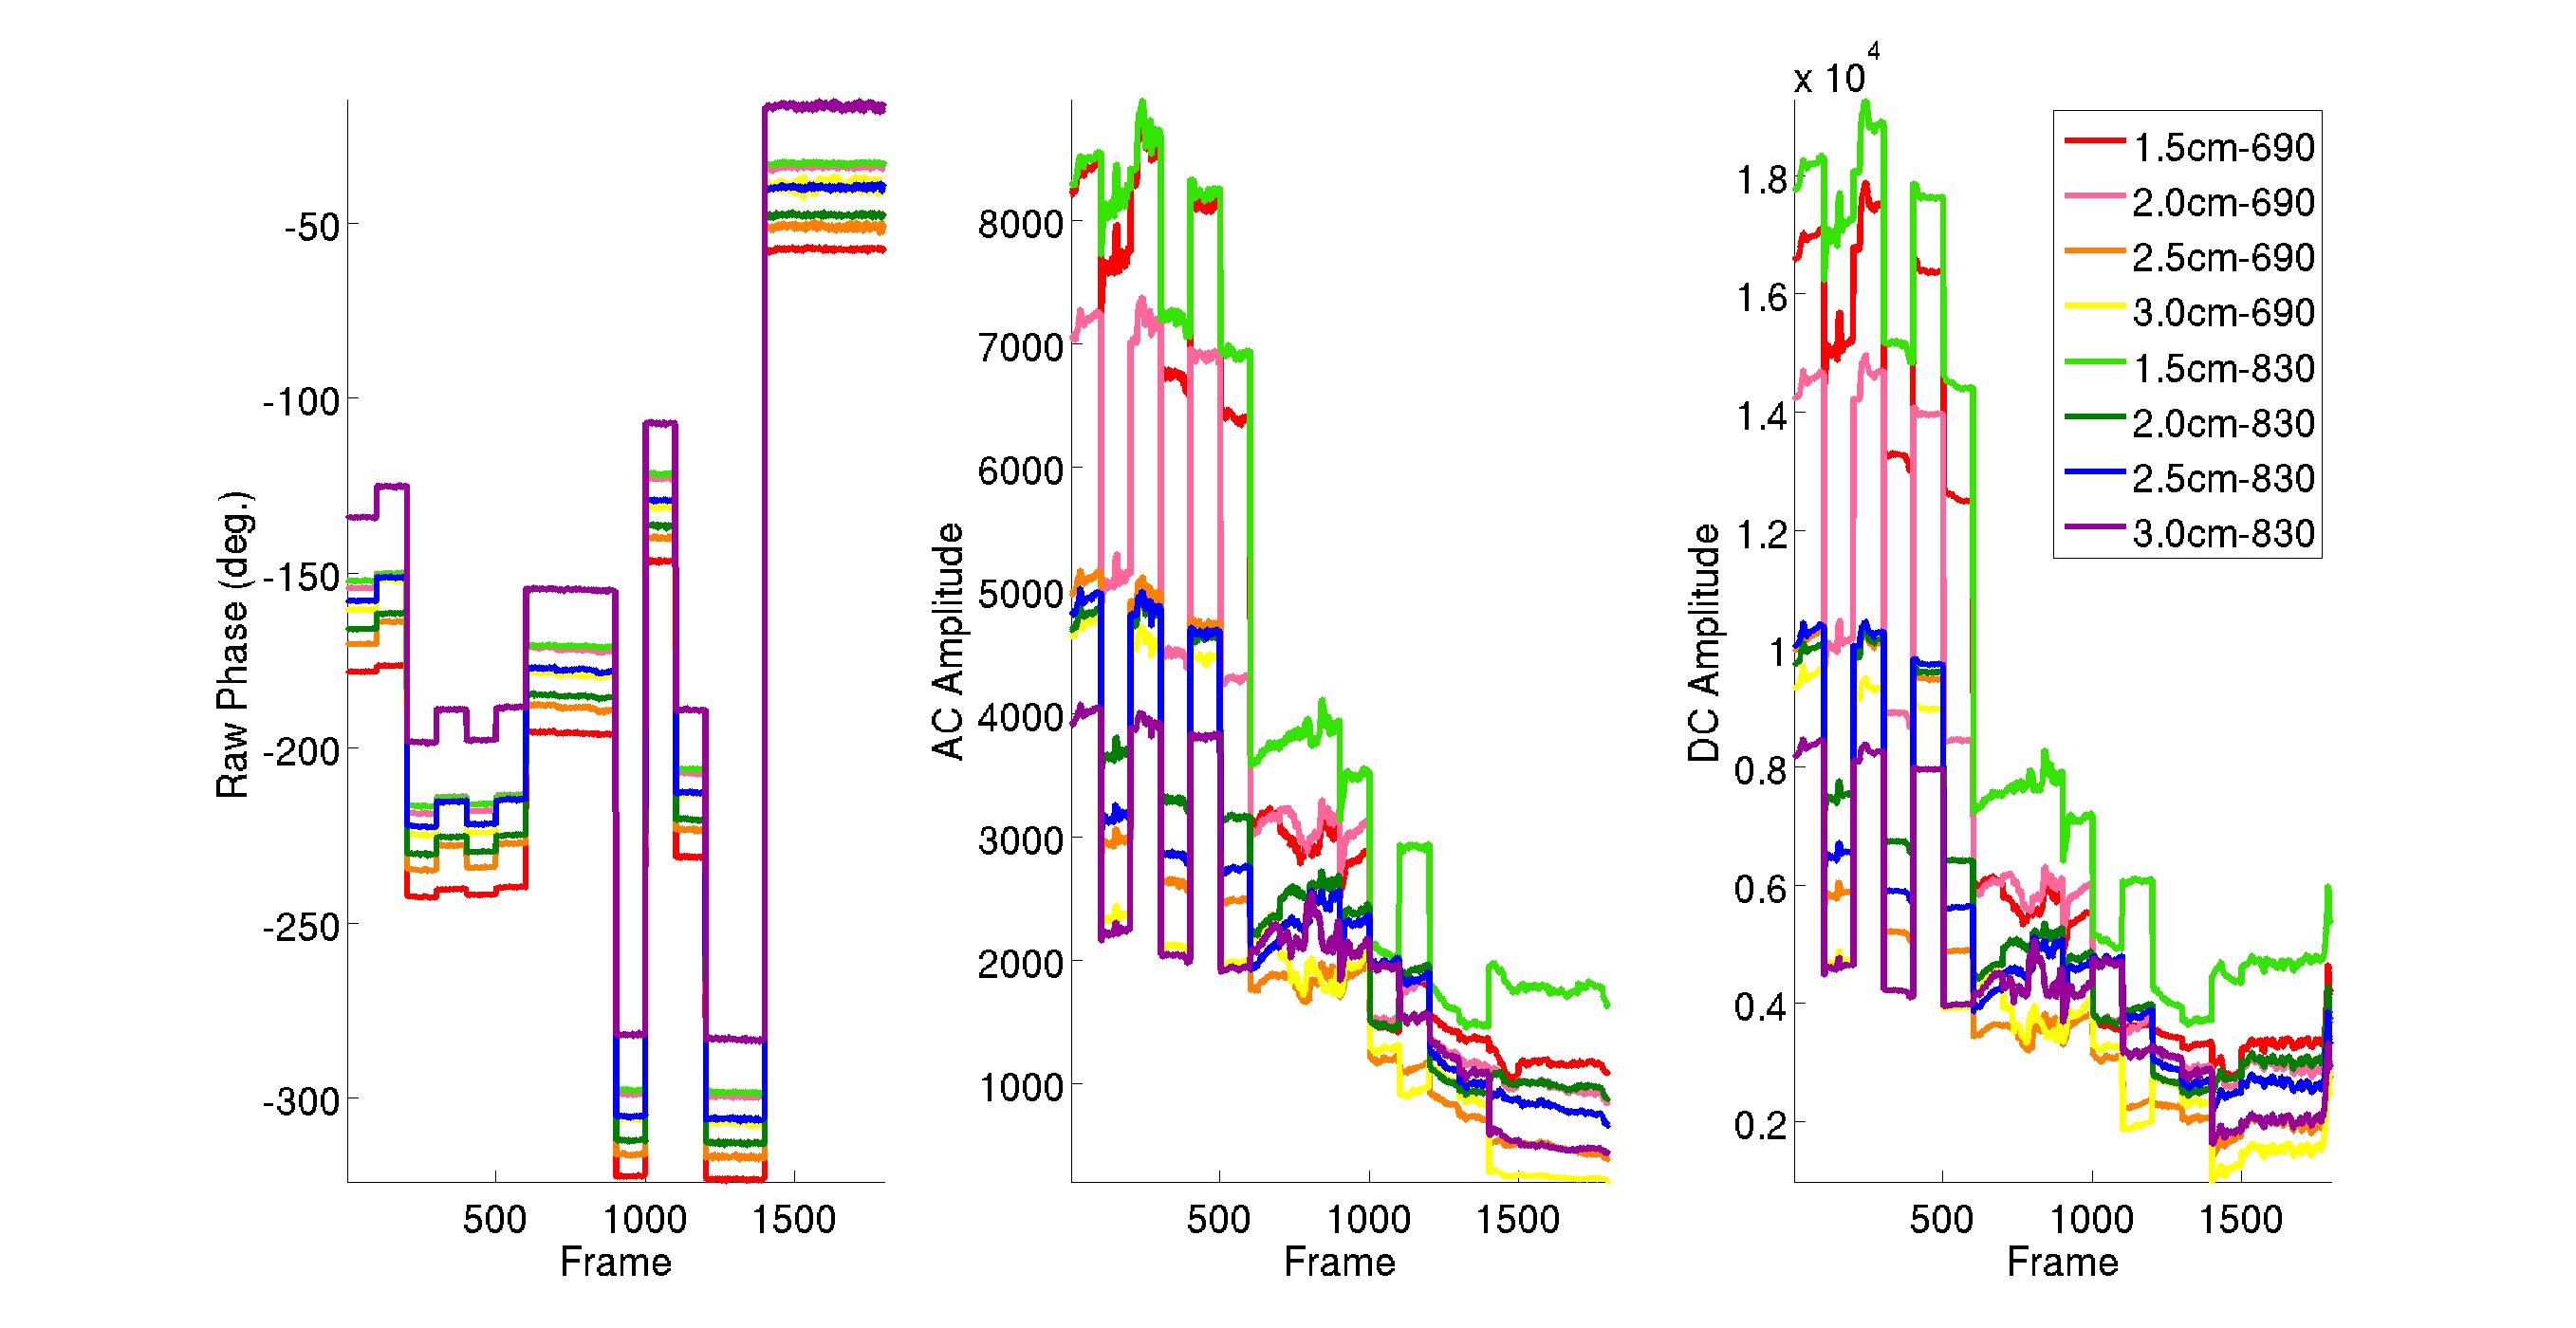 Raw Phase (deg.)
-50
-100
-150
-200
-250
-300
500 1000 1500
Frame
AC Amplitude
8000
7000
6000
5000
4000
3000
2000
1000
500 1000 1500
Frame
DC Amplitude
x 10^4
1.8
1.6
1.4
1.2
1
0.8
0.6
0.4
0.2
500 1000 1500
Frame
1.5cm-690
2.0cm-690
2.5cm-690
3.0cm-690
1.5cm-830
2.0cm-830
2.5cm-830
3.0cm-830